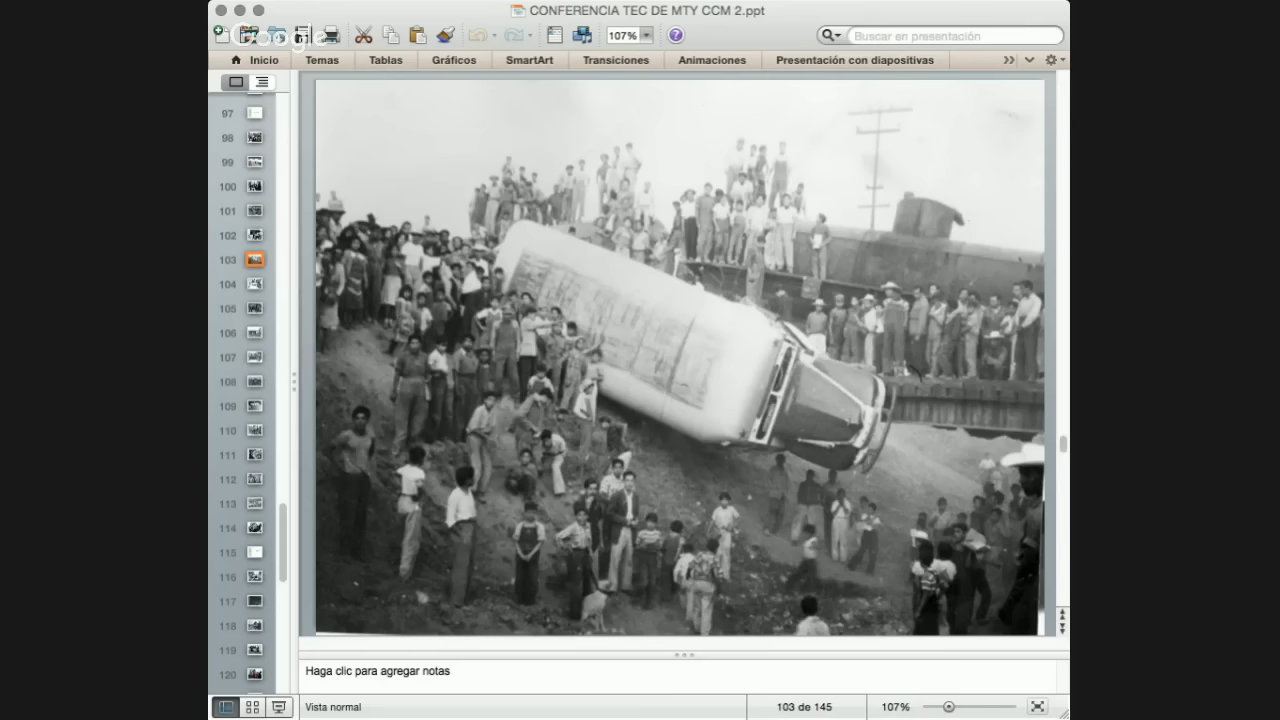 CONFERENCIA TEC DE MTY CCM 2.ppt
Google
107%
Buscar en presentación
Inicio
Temas
Tablas
Gráficos
SmartArt
Transiciones
Animaciones
Presentación con diapositivas
97
98
99
100
101
102
103
104
105
106
107
108
109
110
111
112
113
114
115
116
117
118
119
120
Haga clic para agregar notas
Vista normal
103 de 145
107%